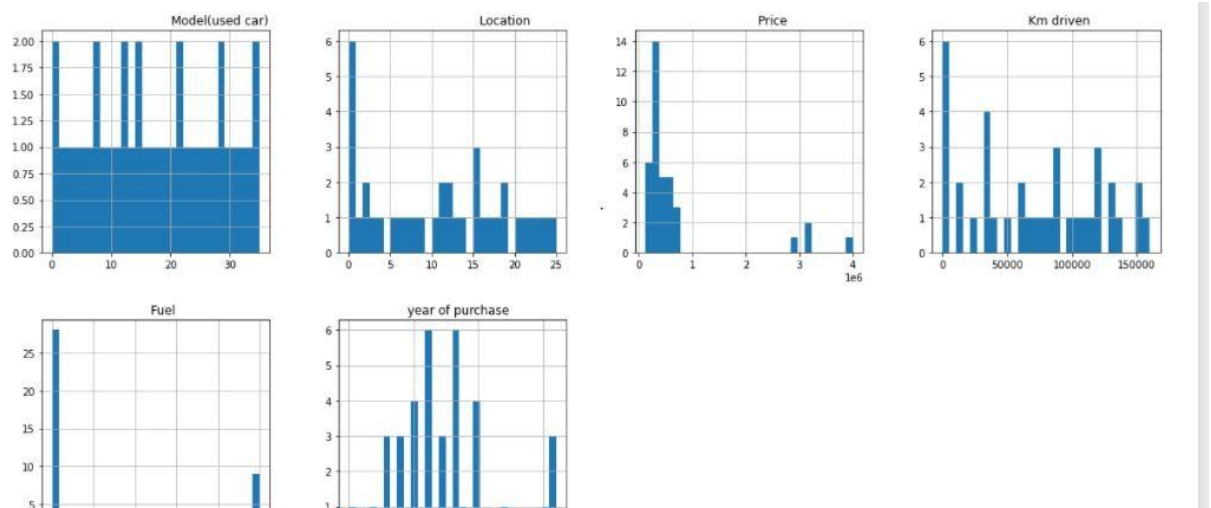 Model(used car) Location Price Km driven
2.00 6 14 6
1.75 12 5
1.50 5 10 4
1.25 4 8
1.00 3 6 3
0.75 2 4 2
0.50
0.25 1 2 1
0.00 0 0 0
0 10 20 30 0 5 10 15 20 25 0 1 2 3 4 0 50000 100000 150000
1e6
Fuel year of purchase
25 6
20 5
15 4
10 3
2
5 1